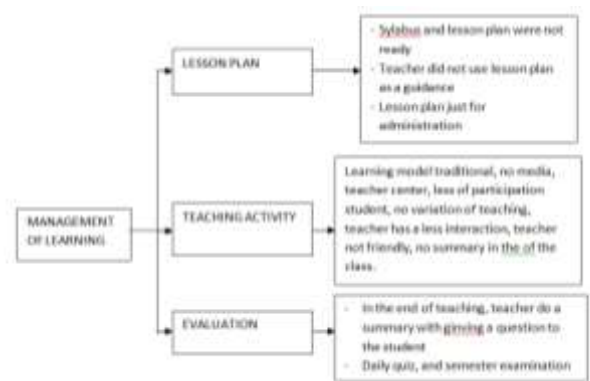 LESSON PLAN
- Sylabus and lesson plan were not
ready
- Teacher did not use lesson plan
as a guidance
- Lesson plan just for
administration
MANAGEMENT
OF LEARNING
TEACHING ACTIVITY
Learning model traditional, no media,
teacher center, less of participation
student, no variation of teaching,
teacher has a less interaction, teacher
not friendly, no summary in the of the
class.
EVALUATION
- In the end of teaching, teacher do a
summary with ginving a question to
the student
- Daily quiz, and semester examination